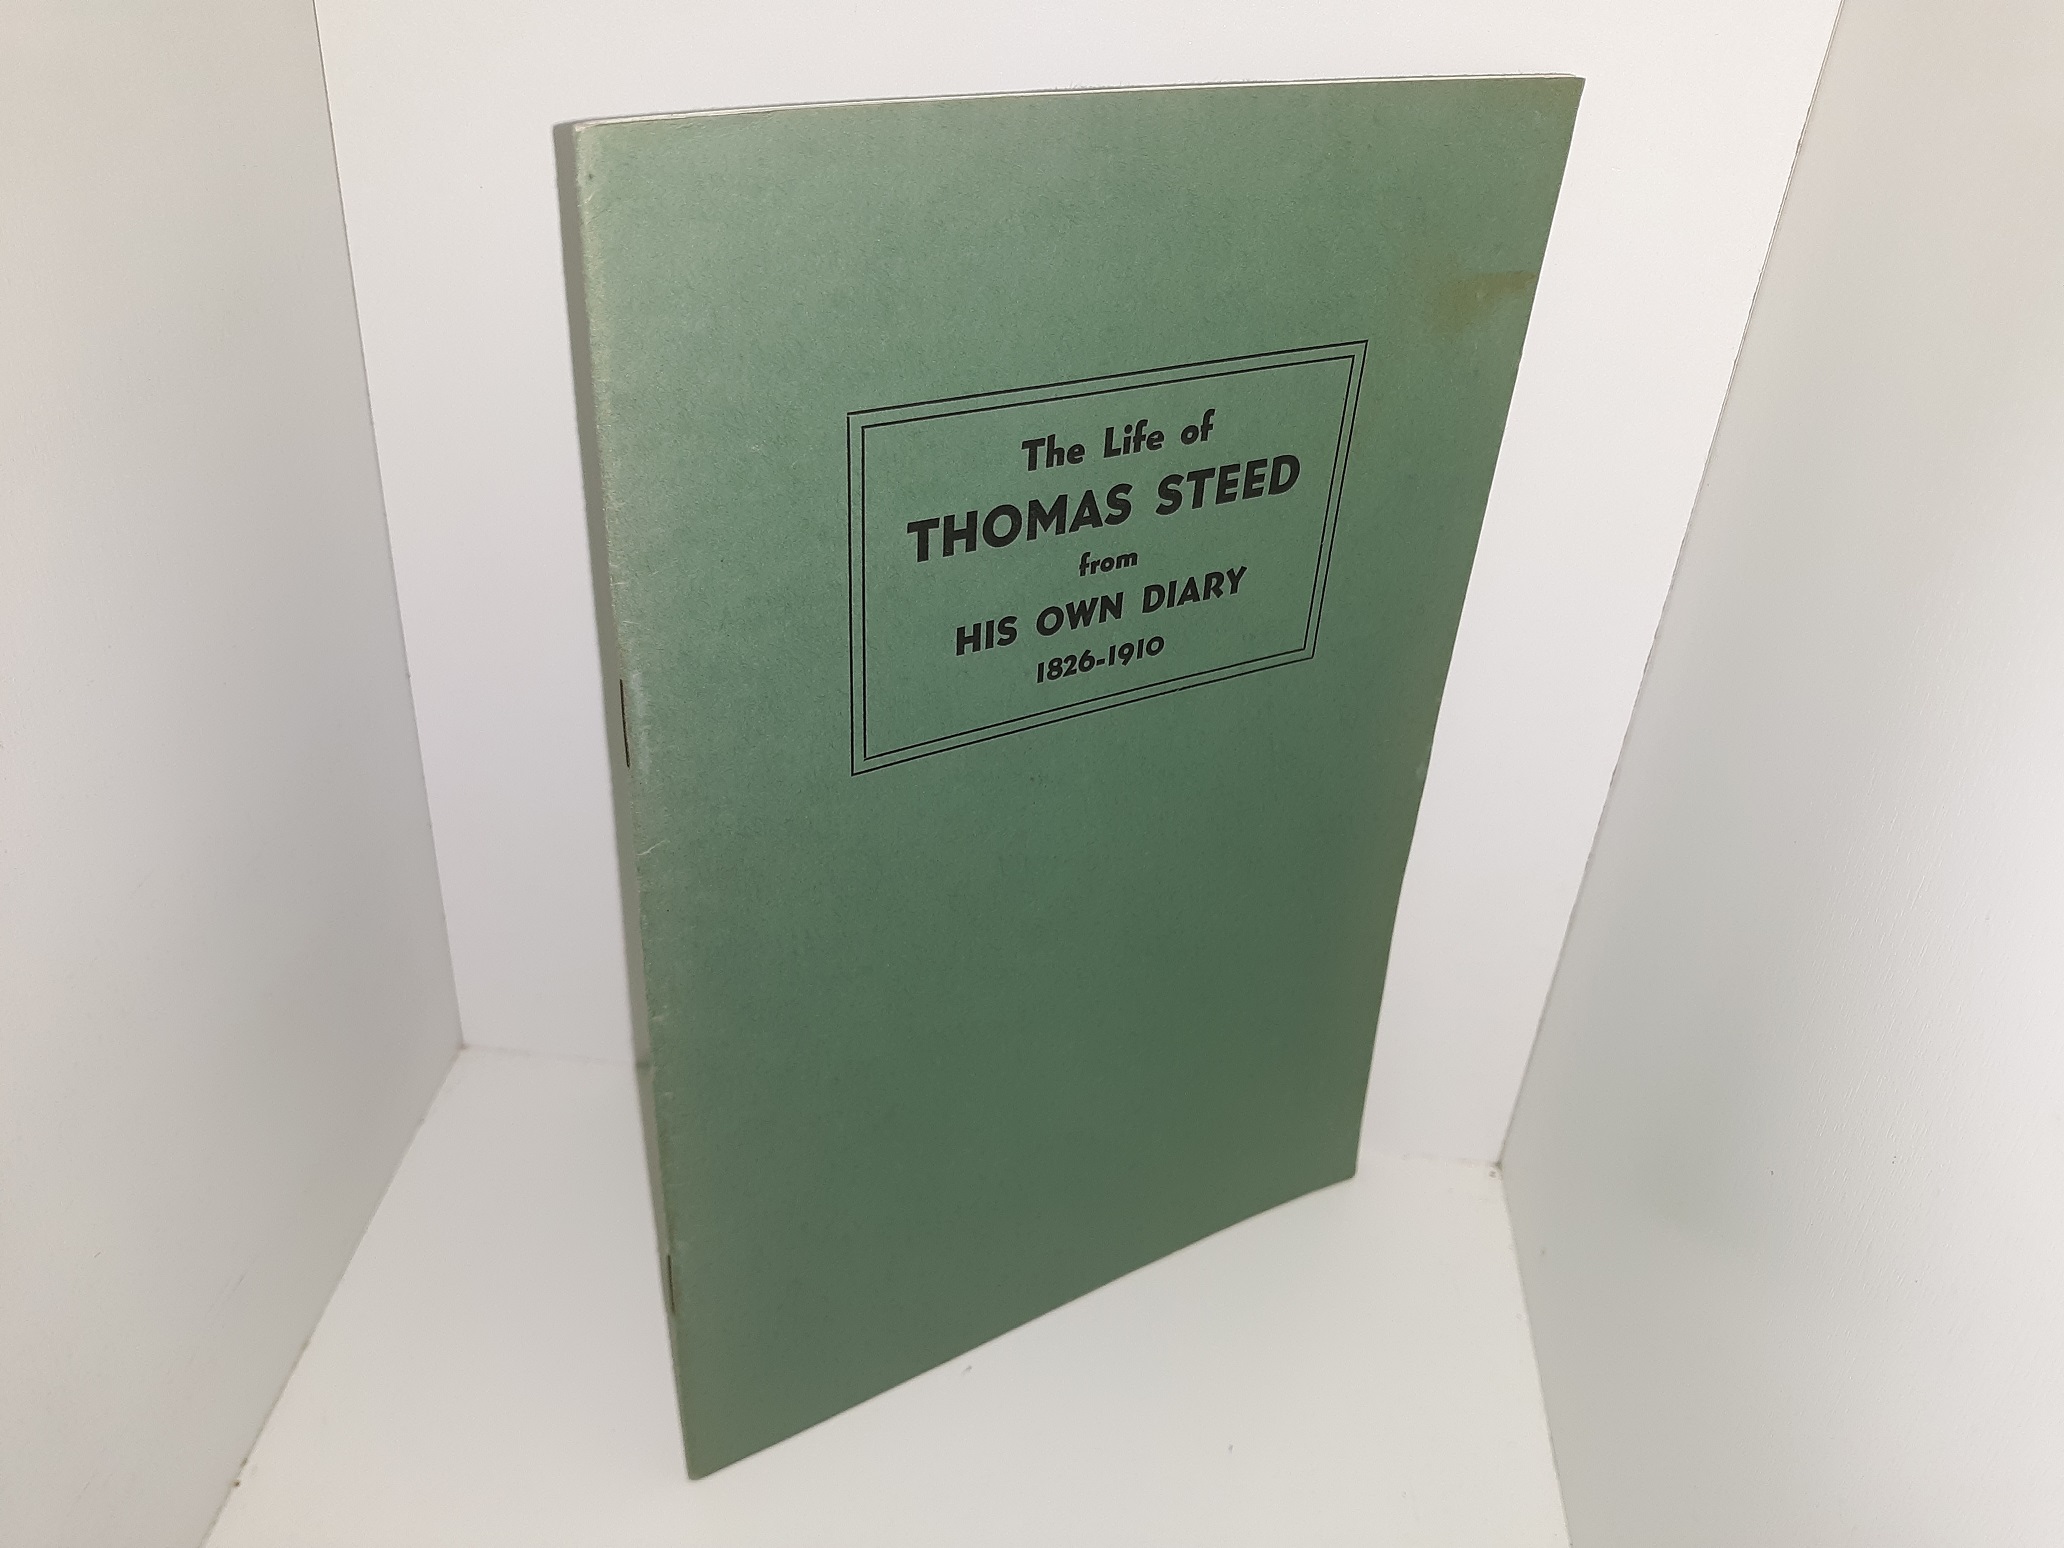 The Life of
THOMAS STEED
from
HIS OWN DIARY
1826-1910